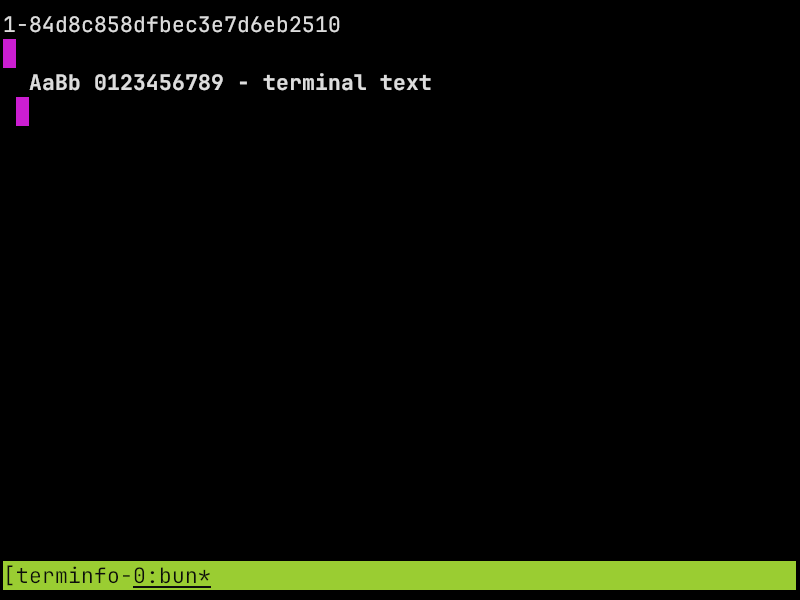 1-84d8c858dfbec3e7d6eb2510
AaBb 0123456789 - terminal text
[terminfo-0:bun*